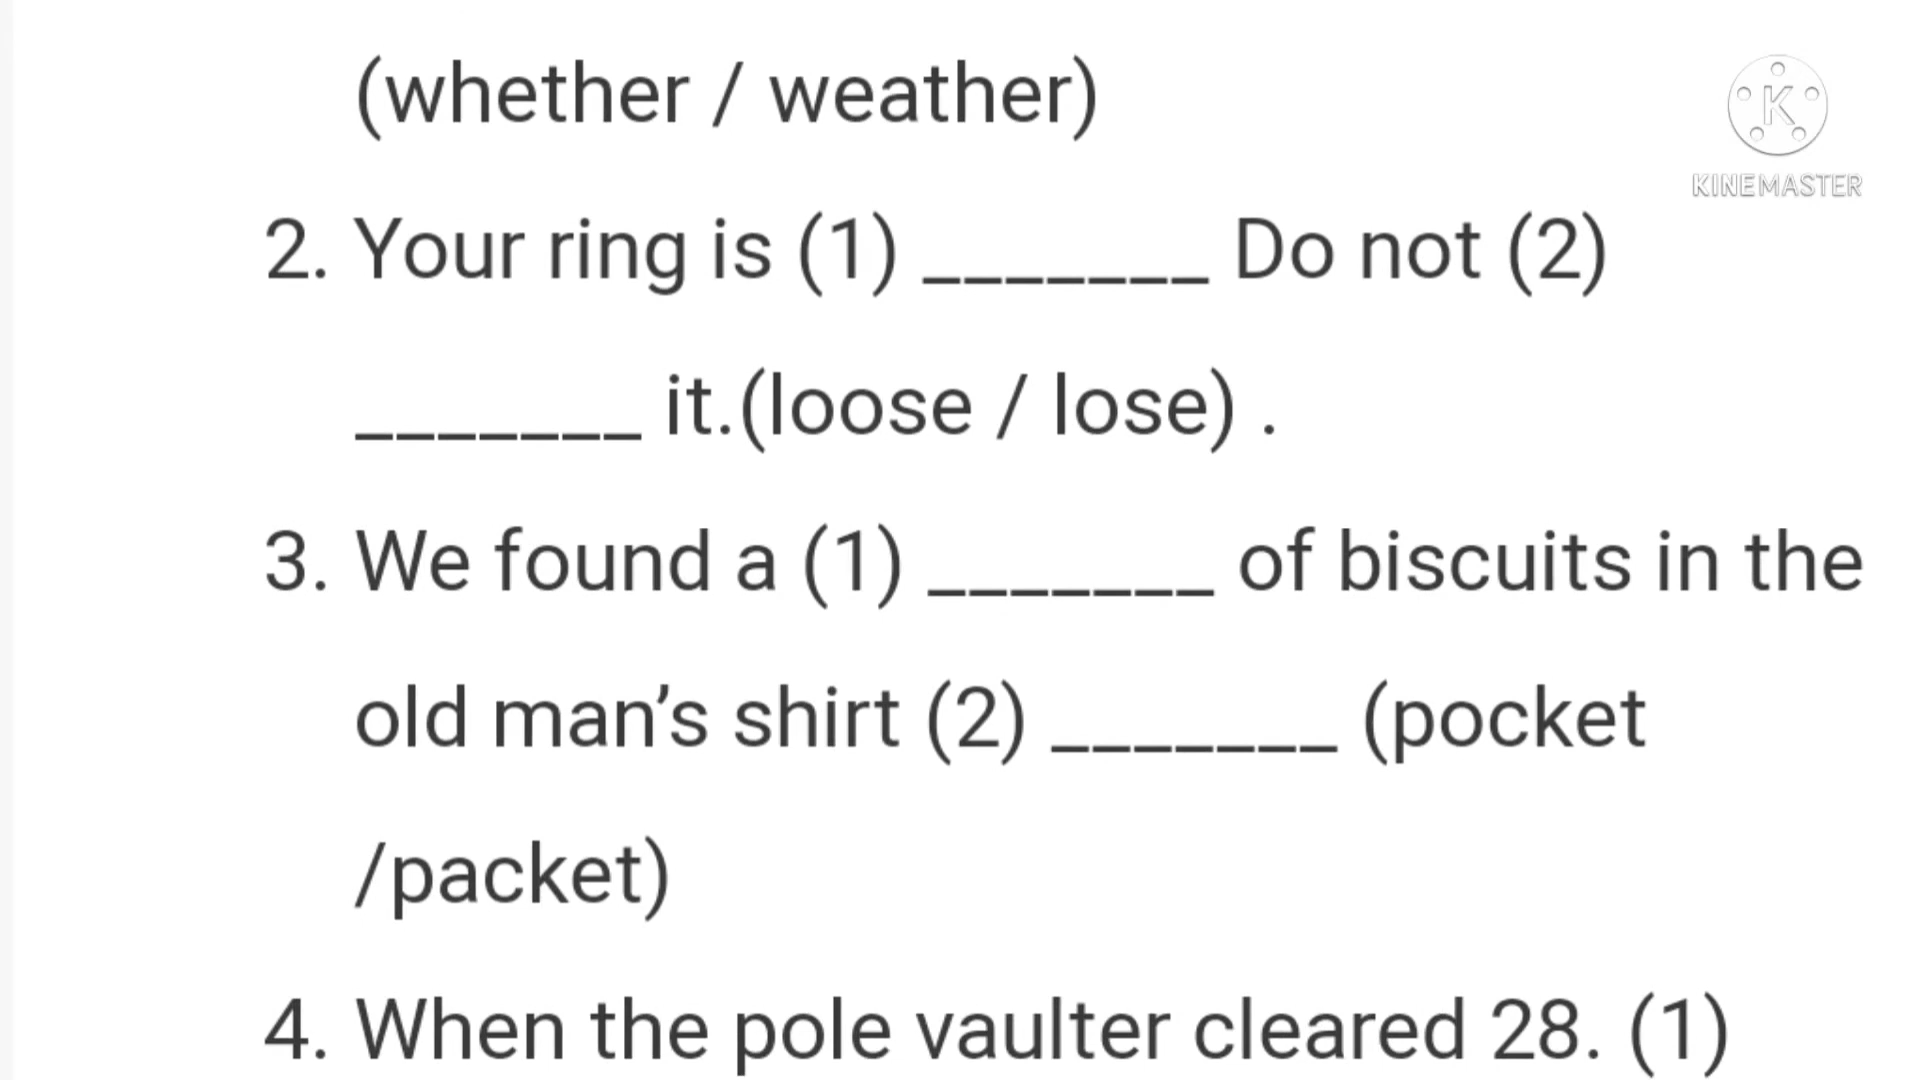 (whether / weather)
KINEMASTER
2. Your ring is (1) _______ Do not (2)
_______ it.(loose / lose) .
3. We found a (1) _______ of biscuits in the
old man’s shirt (2) _______ (pocket
/packet)
4. When the pole vaulter cleared 28. (1)